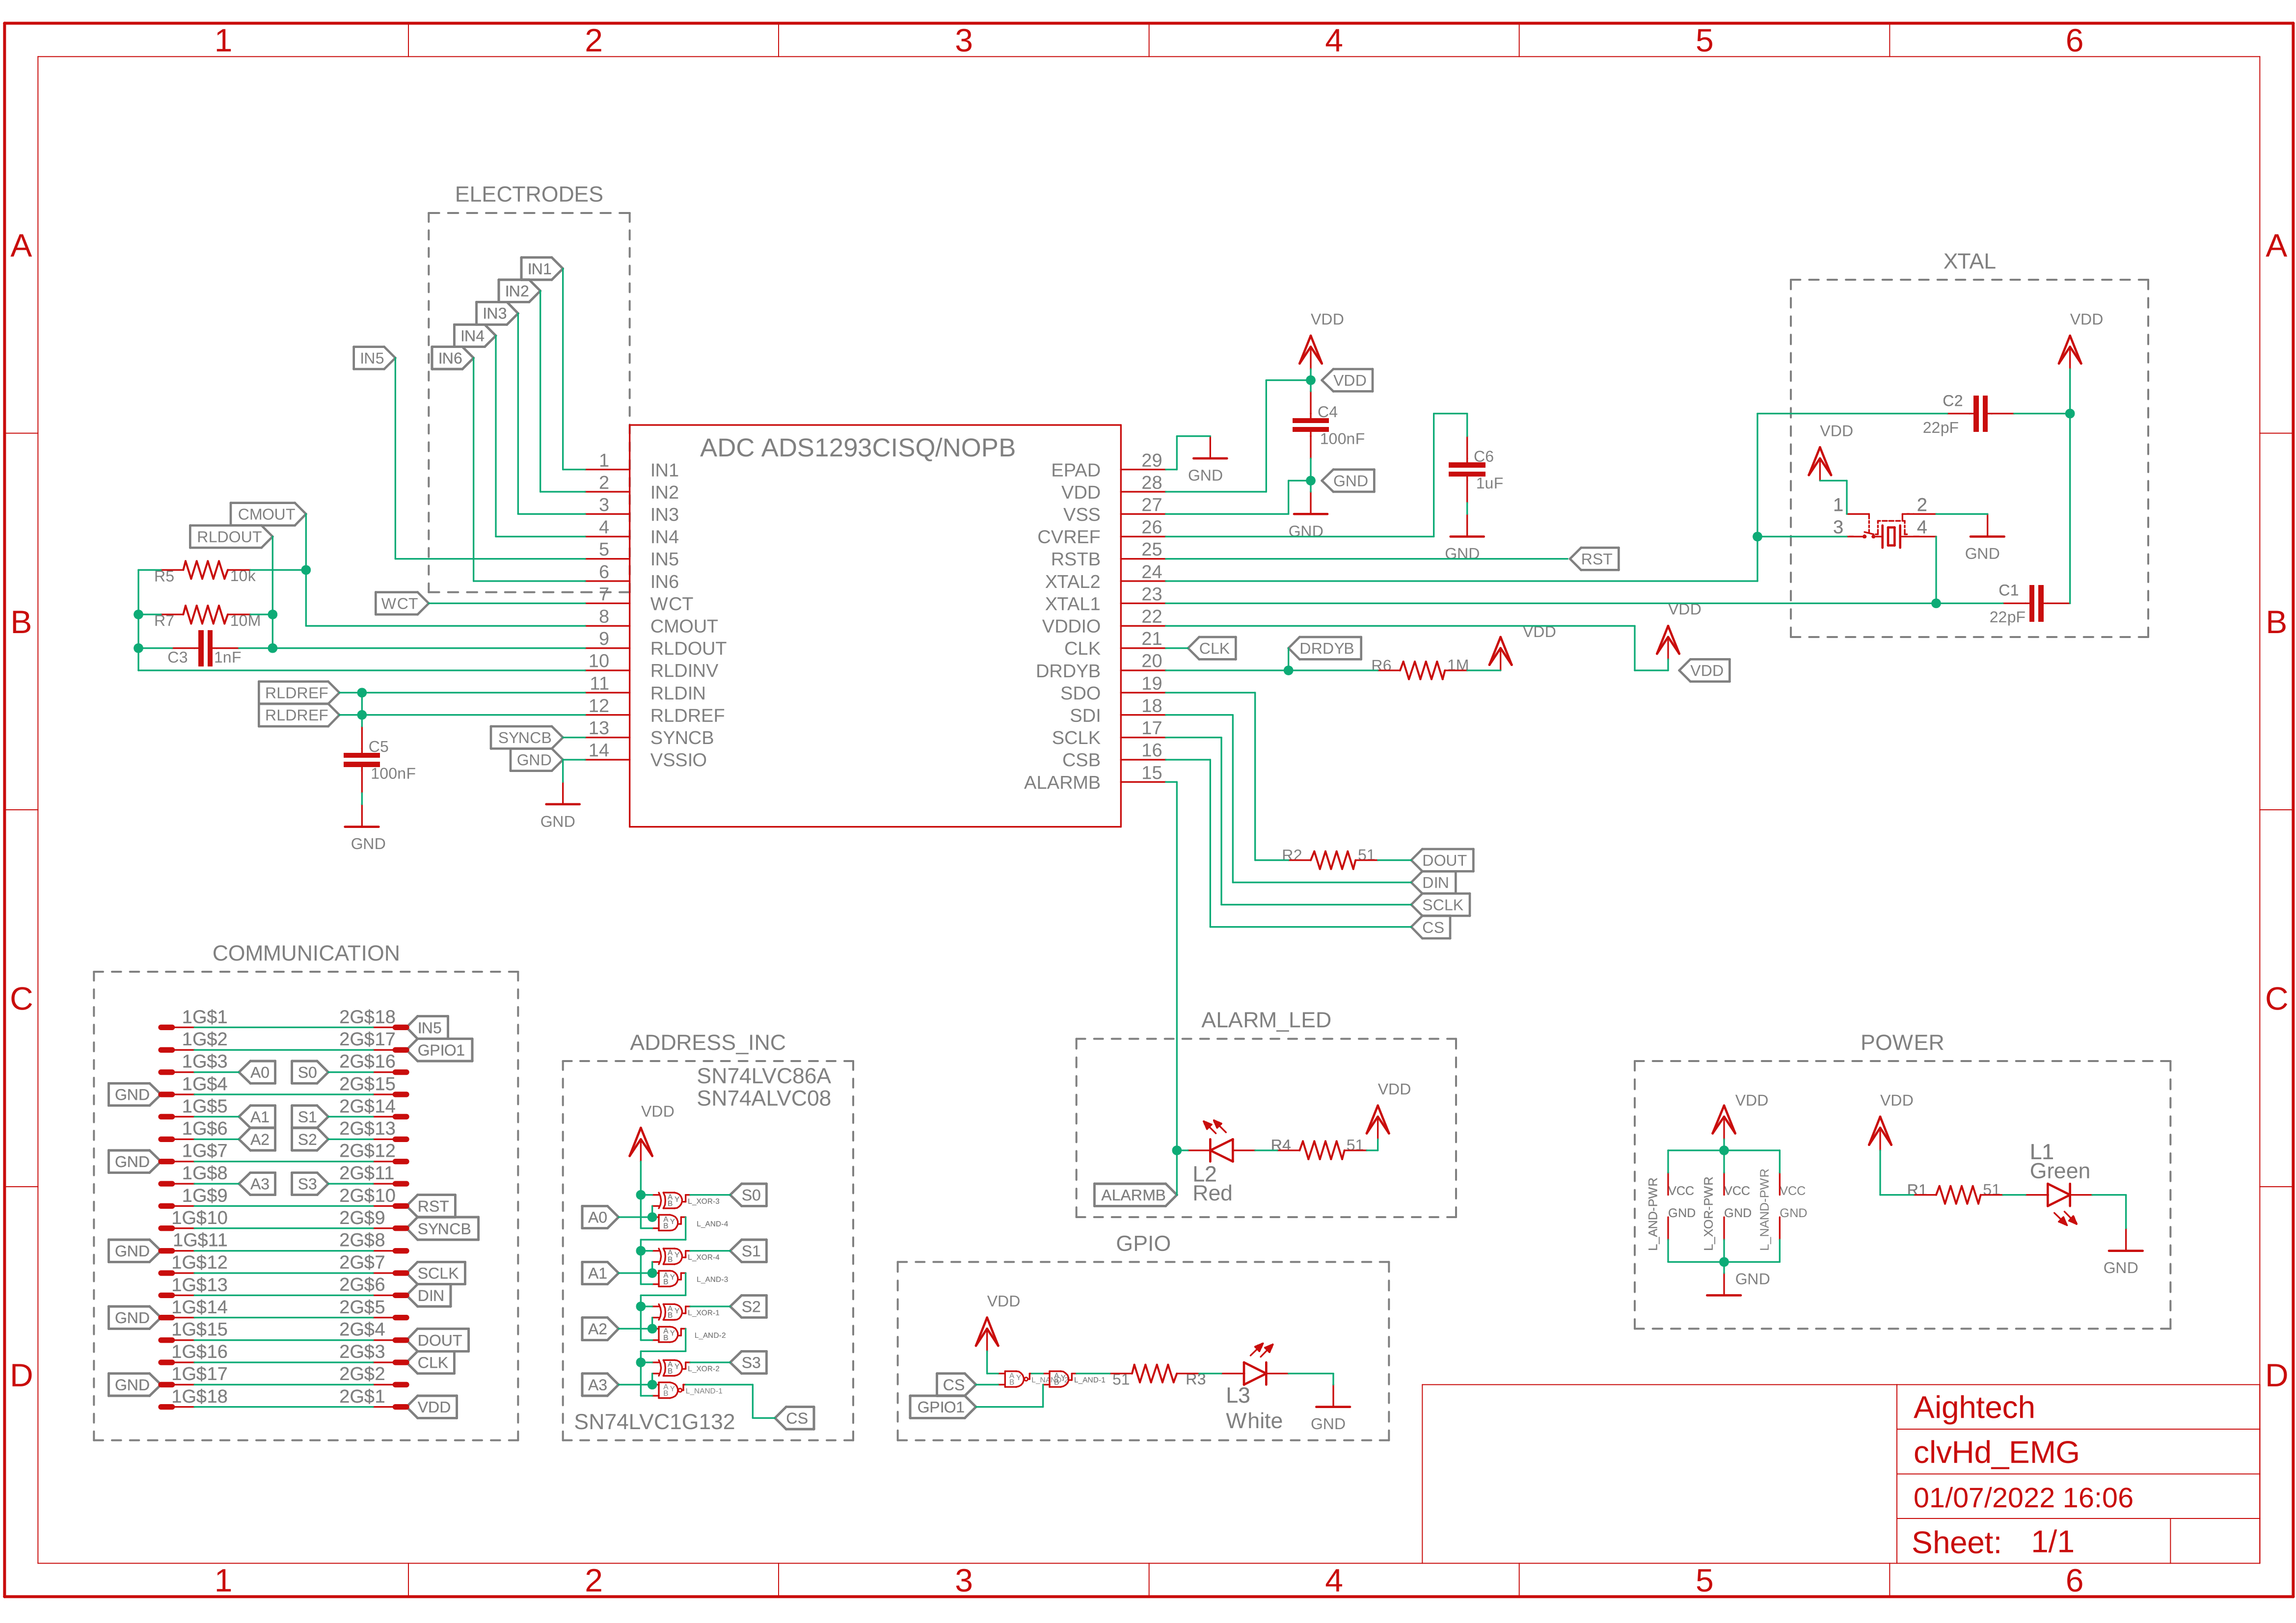 1 2 3 4 5 6
A A
B B
C C
D D
ELECTRODES
IN1
IN2
IN3
IN4
IN5
IN6
CMOUT
RLDOUT
R5 10k
R7 10M
C3 1nF
WCT
RLDREF
RLDREF
C5
100nF
GND
SYNCB
GND
GND
ADC ADS1293CISQ/NOPB
1 IN1
2 IN2
3 IN3
4 IN4
5 IN5
6 IN6
7 WCT
8 CMOUT
9 RLDOUT
10 RLDINV
11 RLDIN
12 RLDREF
13 SYNCB
14 VSSIO
EPAD 29
VDD 28
VSS 27
CVREF 26
RSTB 25
XTAL2 24
XTAL1 23
VDDIO 22
CLK 21
DRDYB 20
SDO 19
SDI 18
SCLK 17
CSB 16
ALARMB 15
GND
VDD
VDD
C4
100nF
GND
GND
C6
1uF
GND
RST
CLK
DRDYB
R6 1M
VDD
VDD
VDD
R2 51
DOUT
DIN
SCLK
CS
XTAL
VDD
C2
22pF
VDD
1 2
3 4
GND
C1
22pF
COMMUNICATION
1G$1 2G$18 IN5
1G$2 2G$17 GPIO1
1G$3 A0 S0 2G$16
GND 1G$4 2G$15
1G$5 A1 S1 2G$14
1G$6 A2 S2 2G$13
GND 1G$7 2G$12
1G$8 A3 S3 2G$11
1G$9 2G$10 RST
1G$10 2G$9 SYNCB
GND 1G$11 2G$8
1G$12 2G$7 SCLK
1G$13 2G$6 DIN
GND 1G$14 2G$5
1G$15 2G$4 DOUT
1G$16 2G$3 CLK
GND 1G$17 2G$2
1G$18 2G$1 VDD
ADDRESS_INC
SN74LVC86A
SN74ALVC08
VDD
A B Y L_XOR-3 S0
A0 A B Y L_AND-4
A B Y L_XOR-4 S1
A1 A B Y L_AND-3
A B Y L_XOR-1 S2
A2 A B Y L_AND-2
A B Y L_XOR-2 S3
A3 A B Y L_NAND-1
SN74LVC1G132 CS
ALARM_LED
VDD
R4 51
L2
Red
ALARMB
GPIO
VDD
CS
GPIO1
A B Y
A B Y L_AND-1
51 R3
L3
White
GND
POWER
VDD
L_AND-PWR VCC GND
L_XOR-PWR VCC GND
L_NAND-PWR VCC GND
GND
VDD
R1 51
L1
Green
GND
Aightech
clvHd_EMG
01/07/2022 16:06
Sheet: 1/1
1 2 3 4 5 6